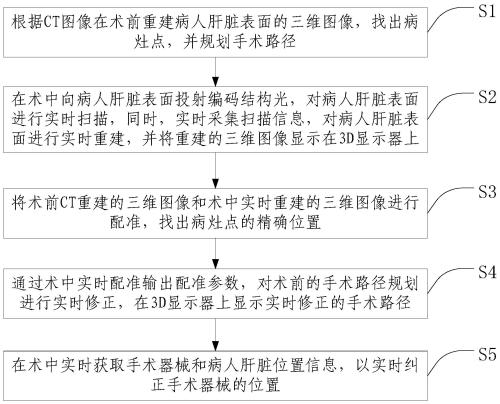 根据CT图像在术前重建病人肝脏表面的三维图像，找出病
灶点，并规划手术路径
S1
在术中向病人肝脏表面投射编码结构光，对病人肝脏表面
进行实时扫描，同时，实时采集扫描信息，对病人肝脏表
面进行实时重建，并将重建的三维图像显示在3D显示器上
S2
将术前CT重建的三维图像和术中实时重建的三维图像进行
配准，找出病灶点的精确位置
S3
通过术中实时配准输出配准参数，对术前的手术路径规划
进行实时修正，在3D显示器上显示实时修正的手术路径
S4
在术中实时获取手术器械和病人肝脏位置信息，以实时纠
正手术器械的位置
S5